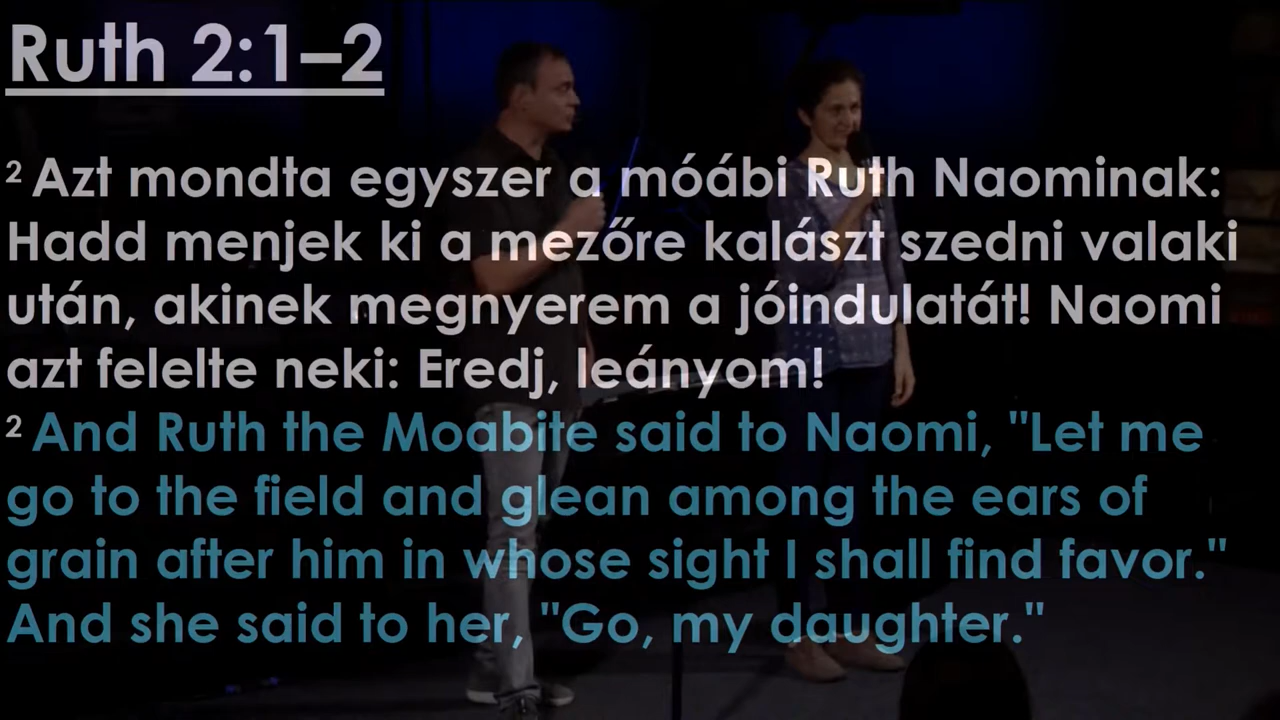 Ruth 2:1–2
2 Azt mondta egyszer a móábi Ruth Naominak:
Hadd menjek ki a mezőre kalászt szedni valaki
után, akinek megnyerem a jóindulatát! Naomi
azt felelte neki: Eredj, leányom!
2 And Ruth the Moabite said to Naomi, "Let me
go to the field and glean among the ears of
grain after him in whose sight I shall find favor."
And she said to her, "Go, my daughter."